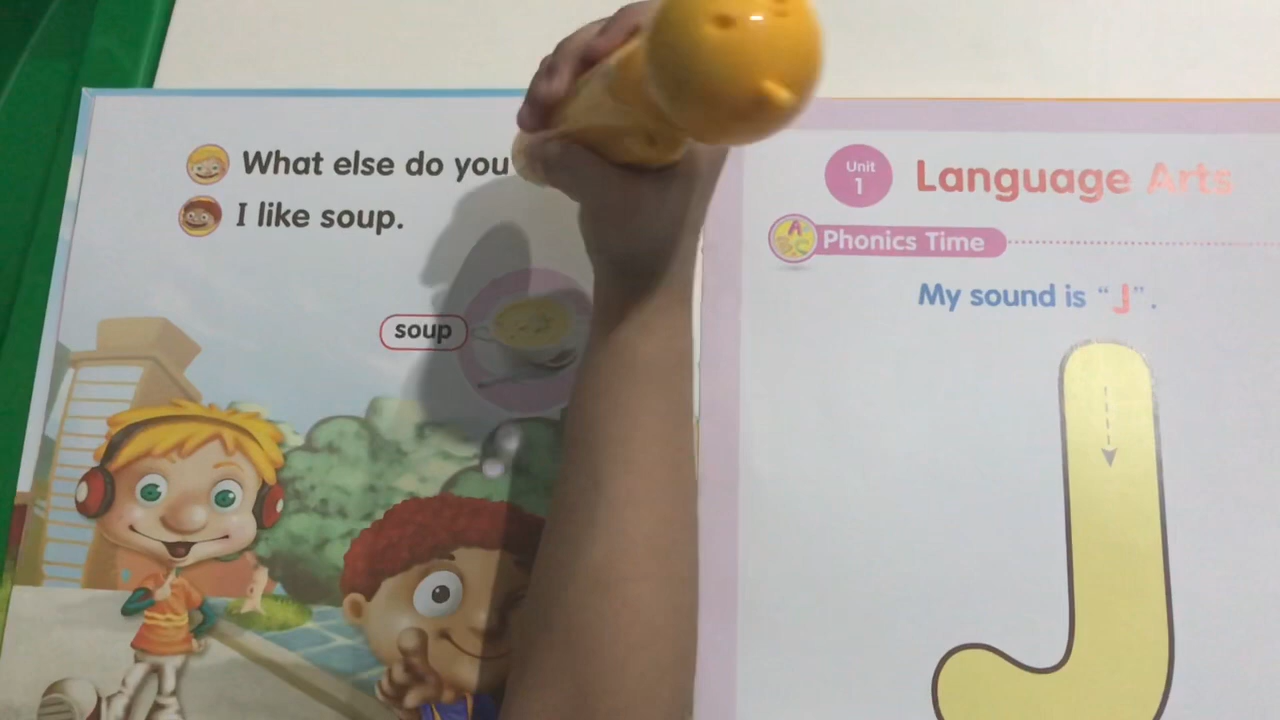 What else do you
I like soup.
soup
Unit
1
Language Arts
Phonics Time
My sound is “J”.